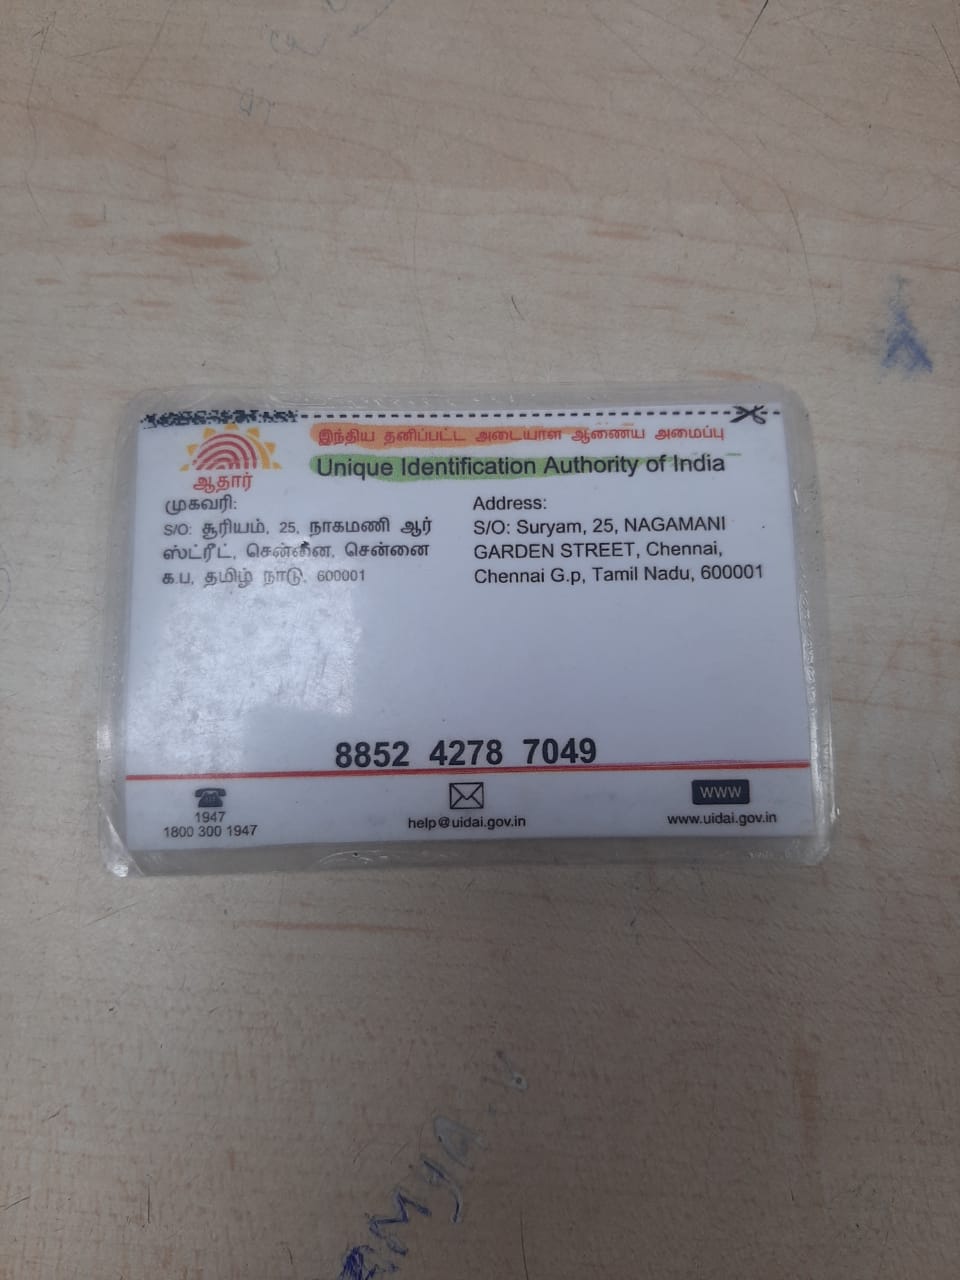 இந்திய தனிப்பட்ட அடையாள ஆணைய அமைப்பு
Unique Identification Authority of India
ஆதார்
முகவரி:
S/O: சூரியம், 25, நாகமணி ஆர்
ஸ்ட்ரீட், சென்னை, சென்னை
க.ப, தமிழ் நாடு, 600001
Address:
S/O: Suryam, 25, NAGAMANI
GARDEN STREET, Chennai,
Chennai G.p, Tamil Nadu, 600001
8852 4278 7049
1947
1800 300 1947
help@uidai.gov.in
WWW
www.uidai.gov.in